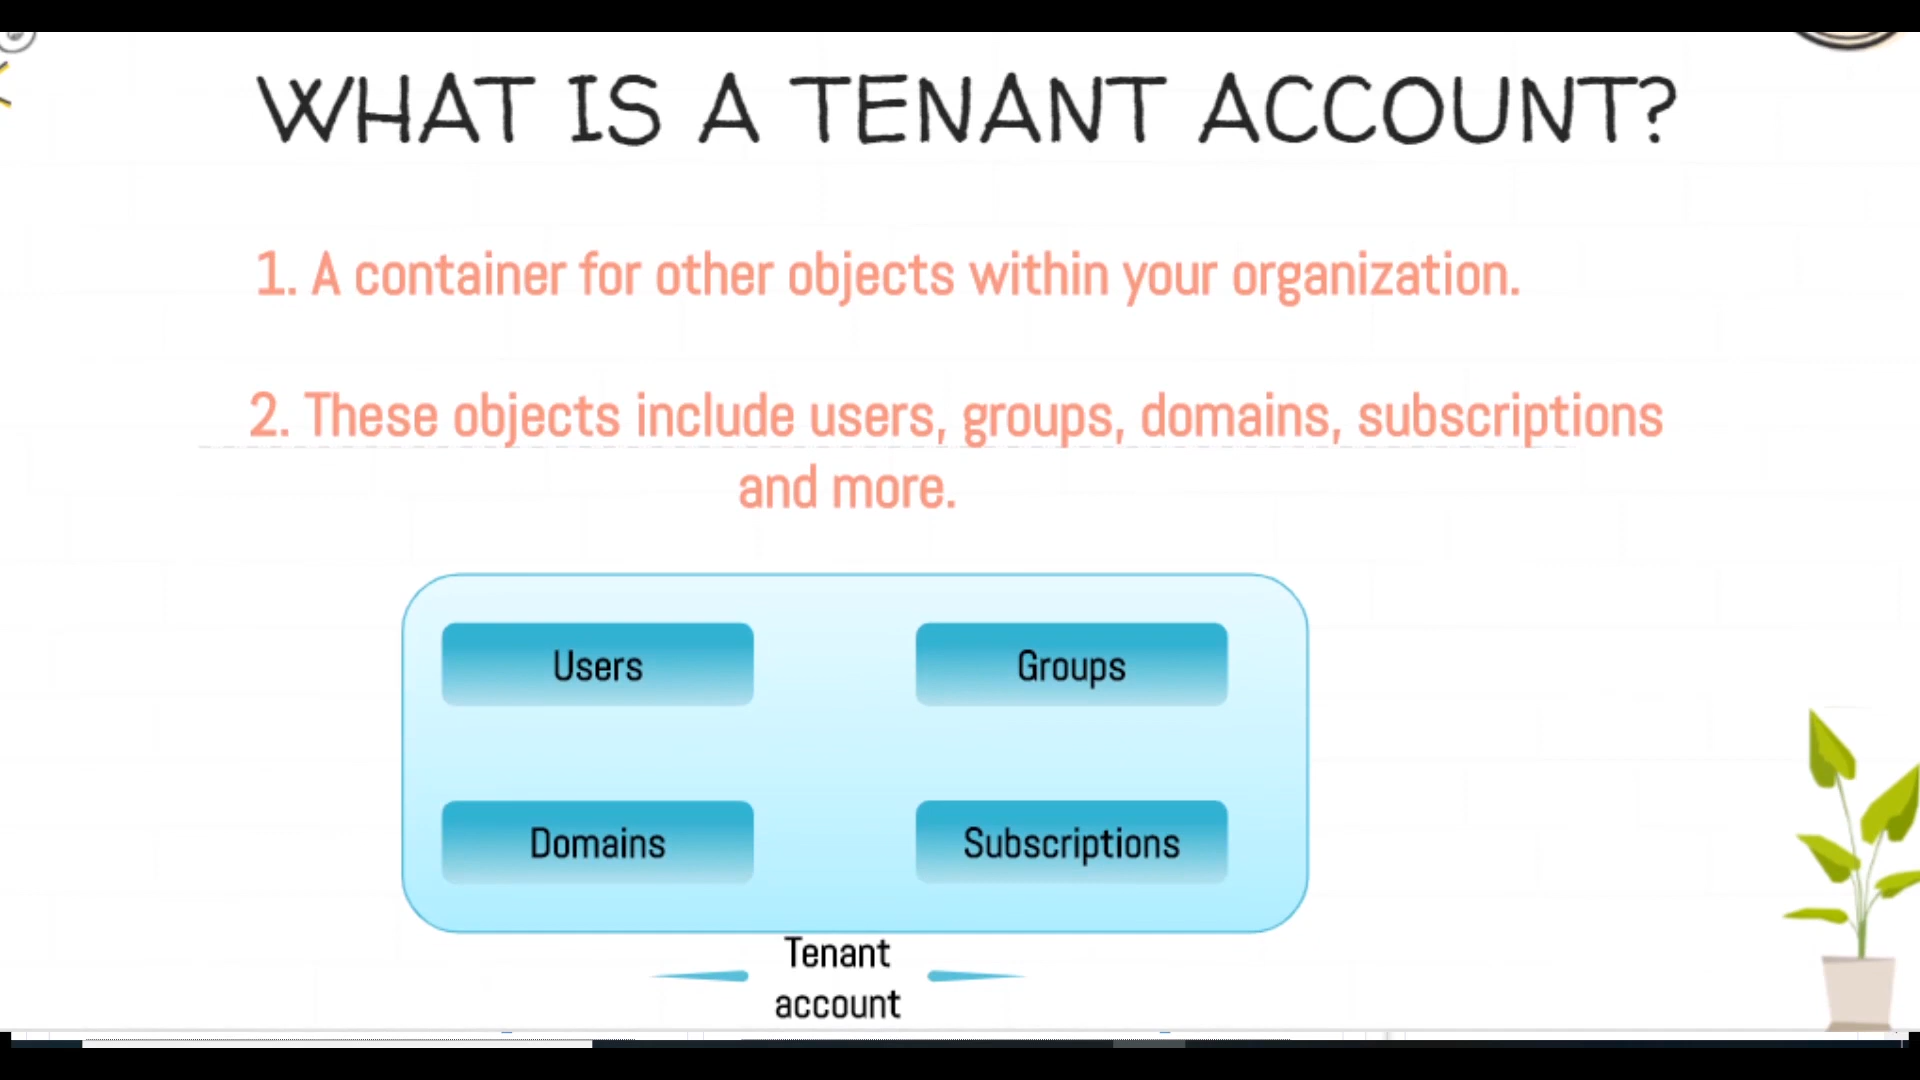 WHAT IS A TENANT ACCOUNT?
1. A container for other objects within your organization.
2. These objects include users, groups, domains, subscriptions
and more.
Users
Groups
Domains
Subscriptions
Tenant
account